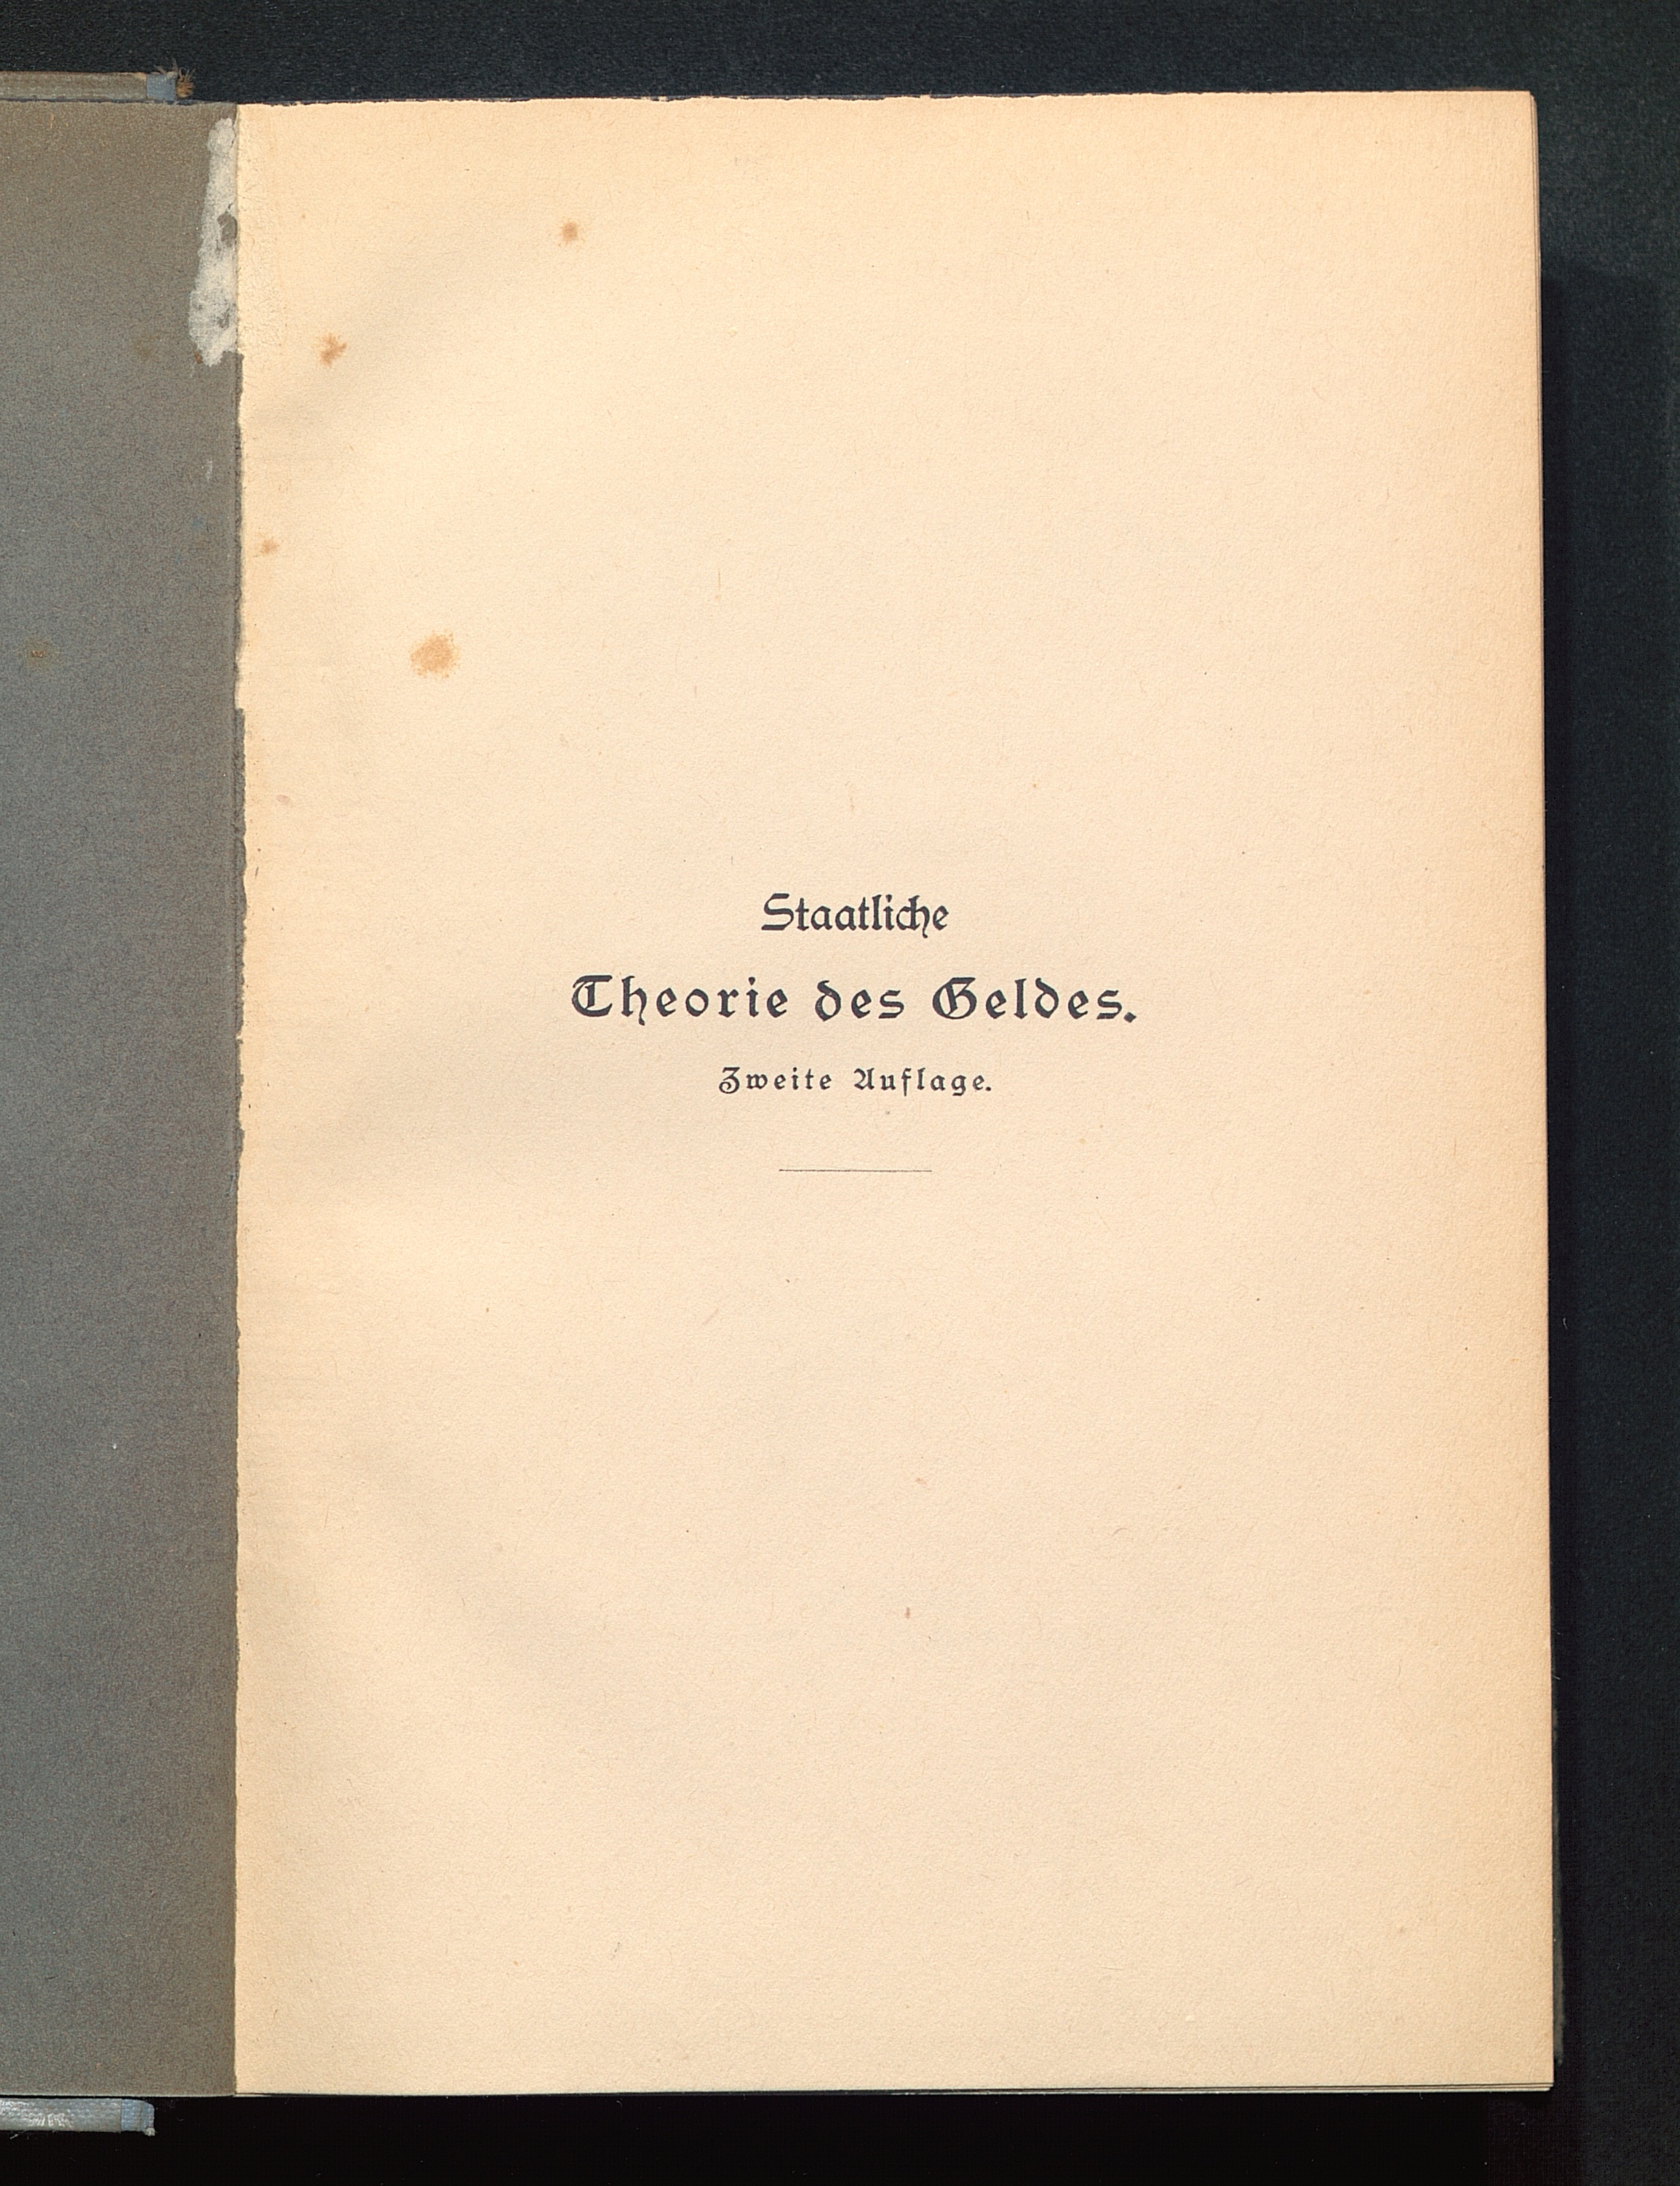 Staatliche
Theorie des Geldes.
Zweite Auflage.